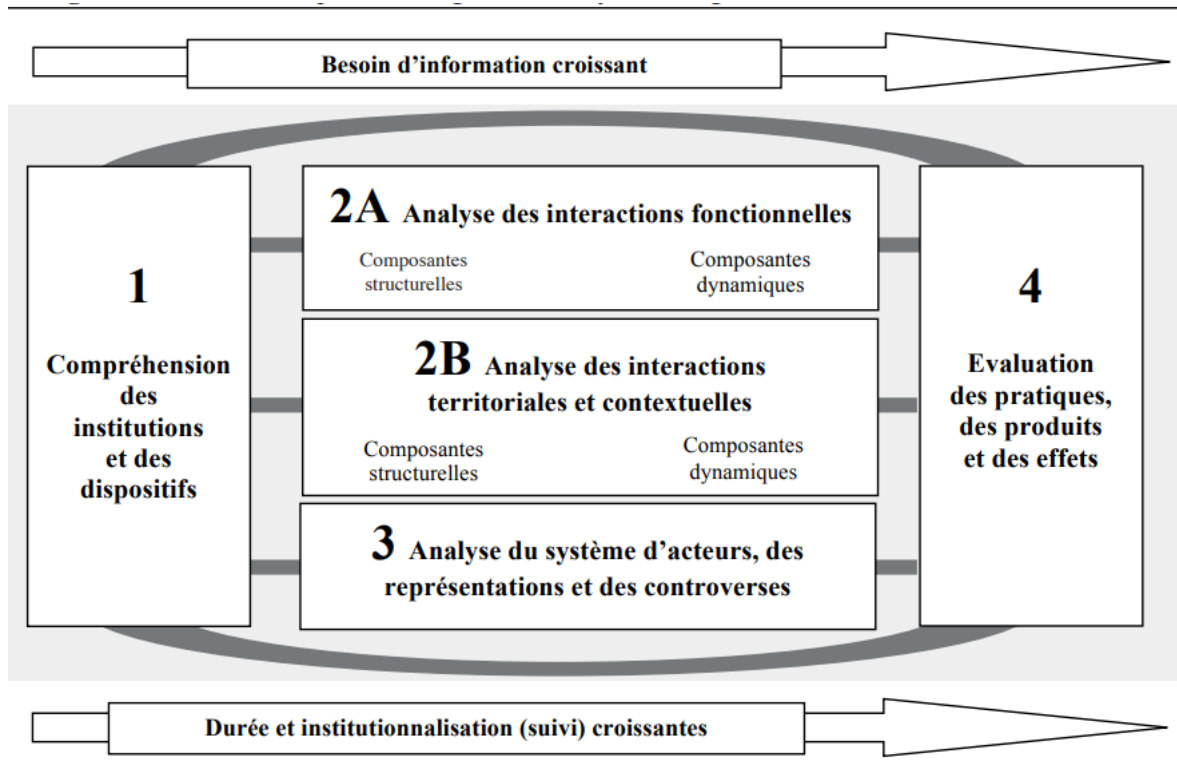 Besoin d’information croissant
1
Compréhension
des
institutions
et des
dispositifs
2A Analyse des interactions fonctionnelles
Composantes
structurelles
Composantes
dynamiques
2B Analyse des interactions
territoriales et contextuelles
Composantes
structurelles
Composantes
dynamiques
3 Analyse du système d’acteurs, des
représentations et des controverses
4
Evaluation
des pratiques,
des produits
et des effets
Durée et institutionnalisation (suivi) croissantes